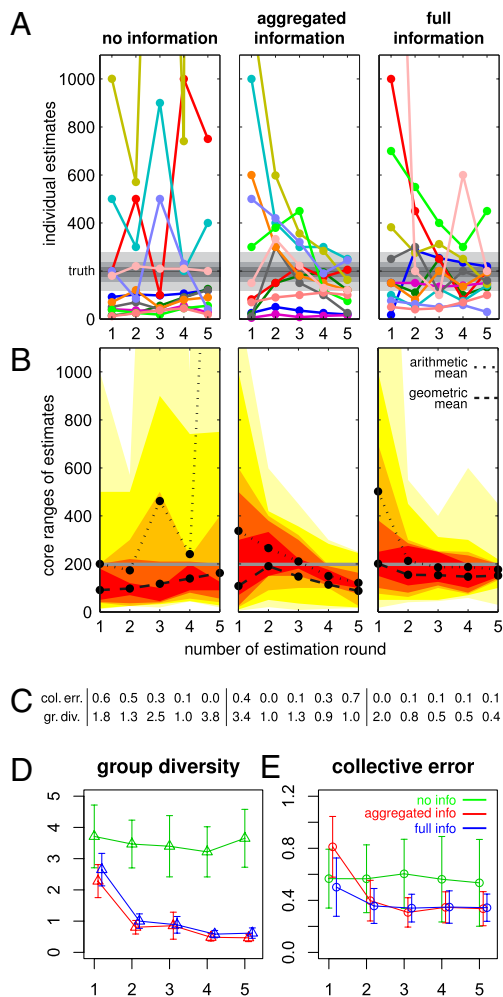 A
no information
aggregated information
full information
individual estimates
1000
800
600
400
truth
0
1 2 3 4 5
1 2 3 4 5
1 2 3 4 5
B
core ranges of estimates
arithmetic mean
geometric mean
1000
800
600
400
200
0
1 2 3 4 5
1 2 3 4 5
1 2 3 4 5
number of estimation round
C
col. err. 0.6 0.5 0.3 0.1 0.0 0.4 0.0 0.1 0.3 0.7 0.0 0.1 0.1 0.1 0.1
gr. div. 1.8 1.3 2.5 1.0 3.8 3.4 1.0 1.3 0.9 1.0 2.0 0.8 0.5 0.5 0.4
D
group diversity
5
4
3
2
1
0
1 2 3 4 5
E
collective error
no info
aggregated info
full info
1.2
0.8
0.4
0.0
1 2 3 4 5